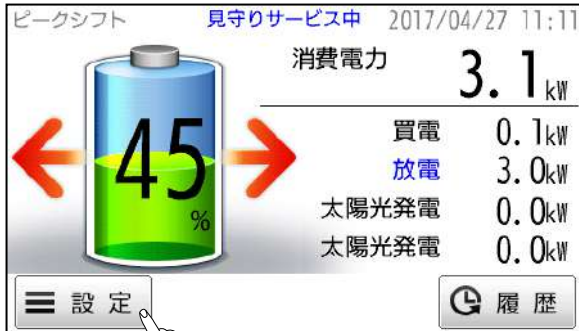 ピークシフト 見守りサービス中 2017/04/27 11:11
消費電力 3.1kW
45%
買電 0.1kW
放電 3.0kW
太陽光発電 0.0kW
太陽光発電 0.0kW
設定 履歴